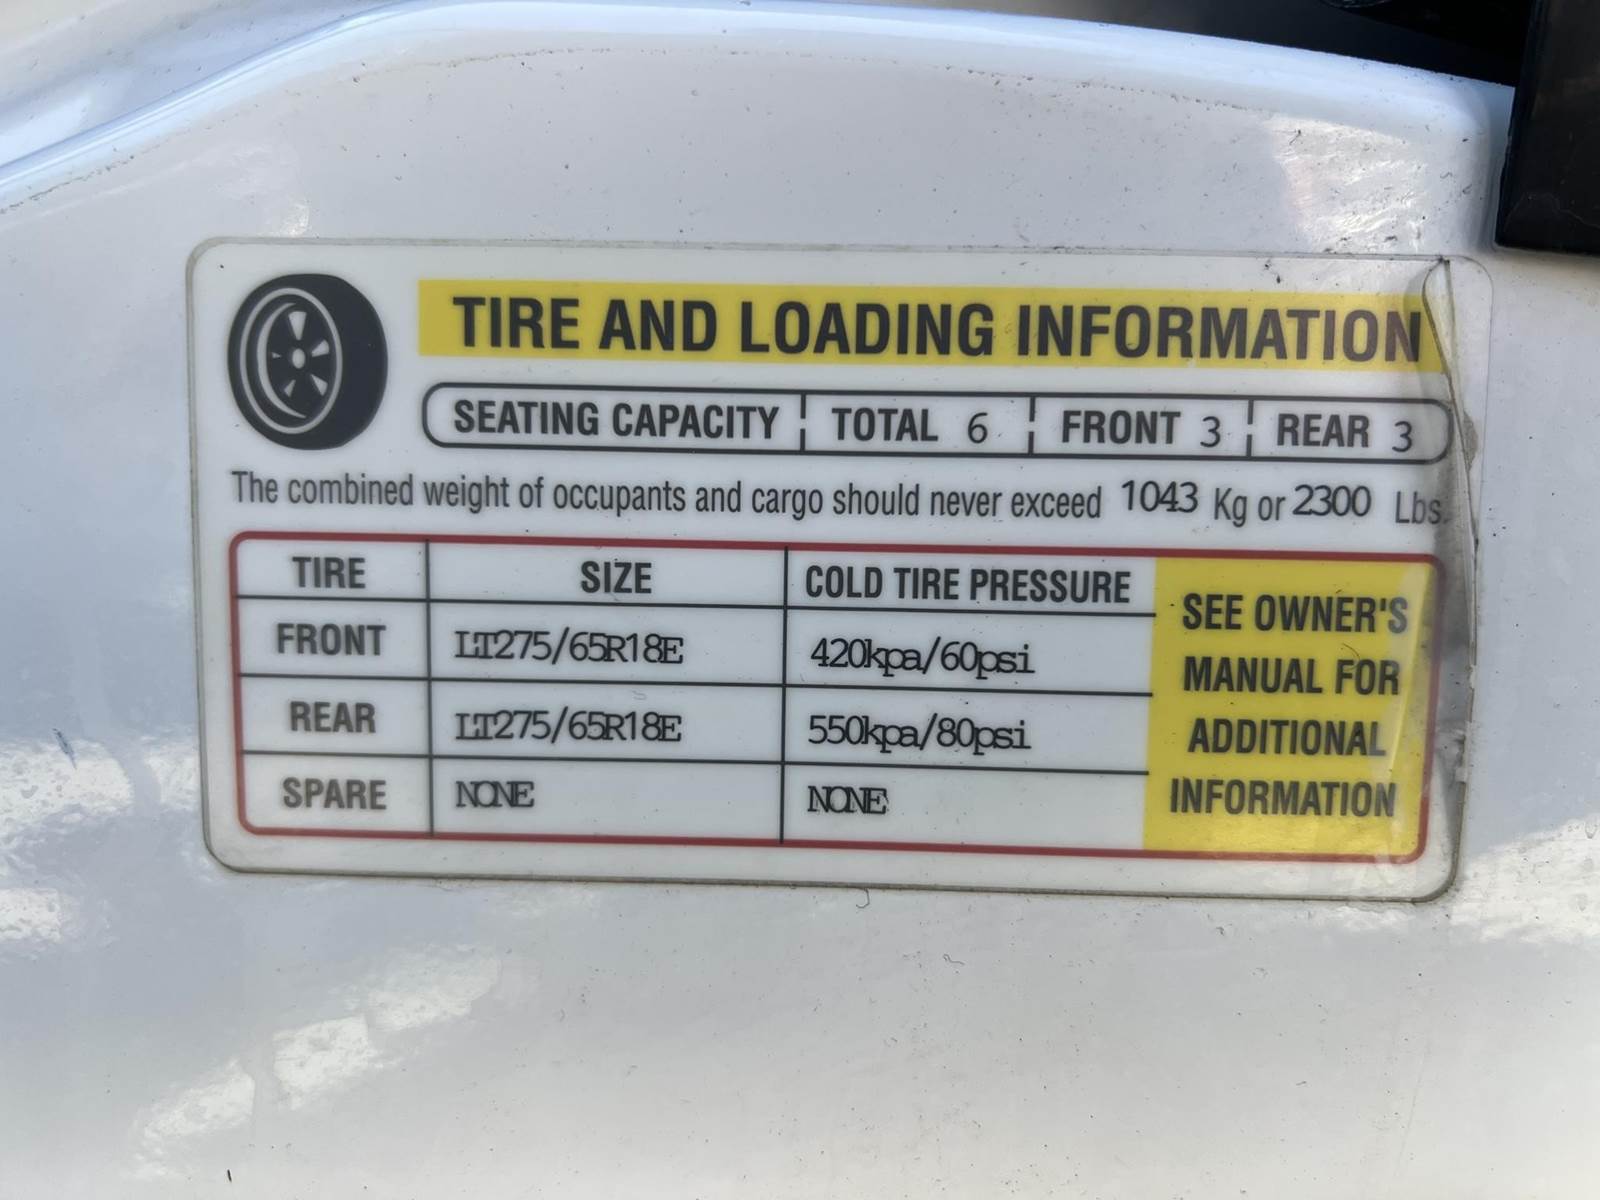 TIRE AND LOADING INFORMATION
SEATING CAPACITY TOTAL 6 FRONT 3 REAR 3
The combined weight of occupants and cargo should never exceed 1043 Kg or 2300 Lbs.
TIRE SIZE COLD TIRE PRESSURE
FRONT LT275/65R18E 420kpa/60psi
REAR LT275/65R18E 550kpa/80psi
SPARE NONE NONE
SEE OWNER'S
MANUAL FOR
ADDITIONAL
INFORMATION